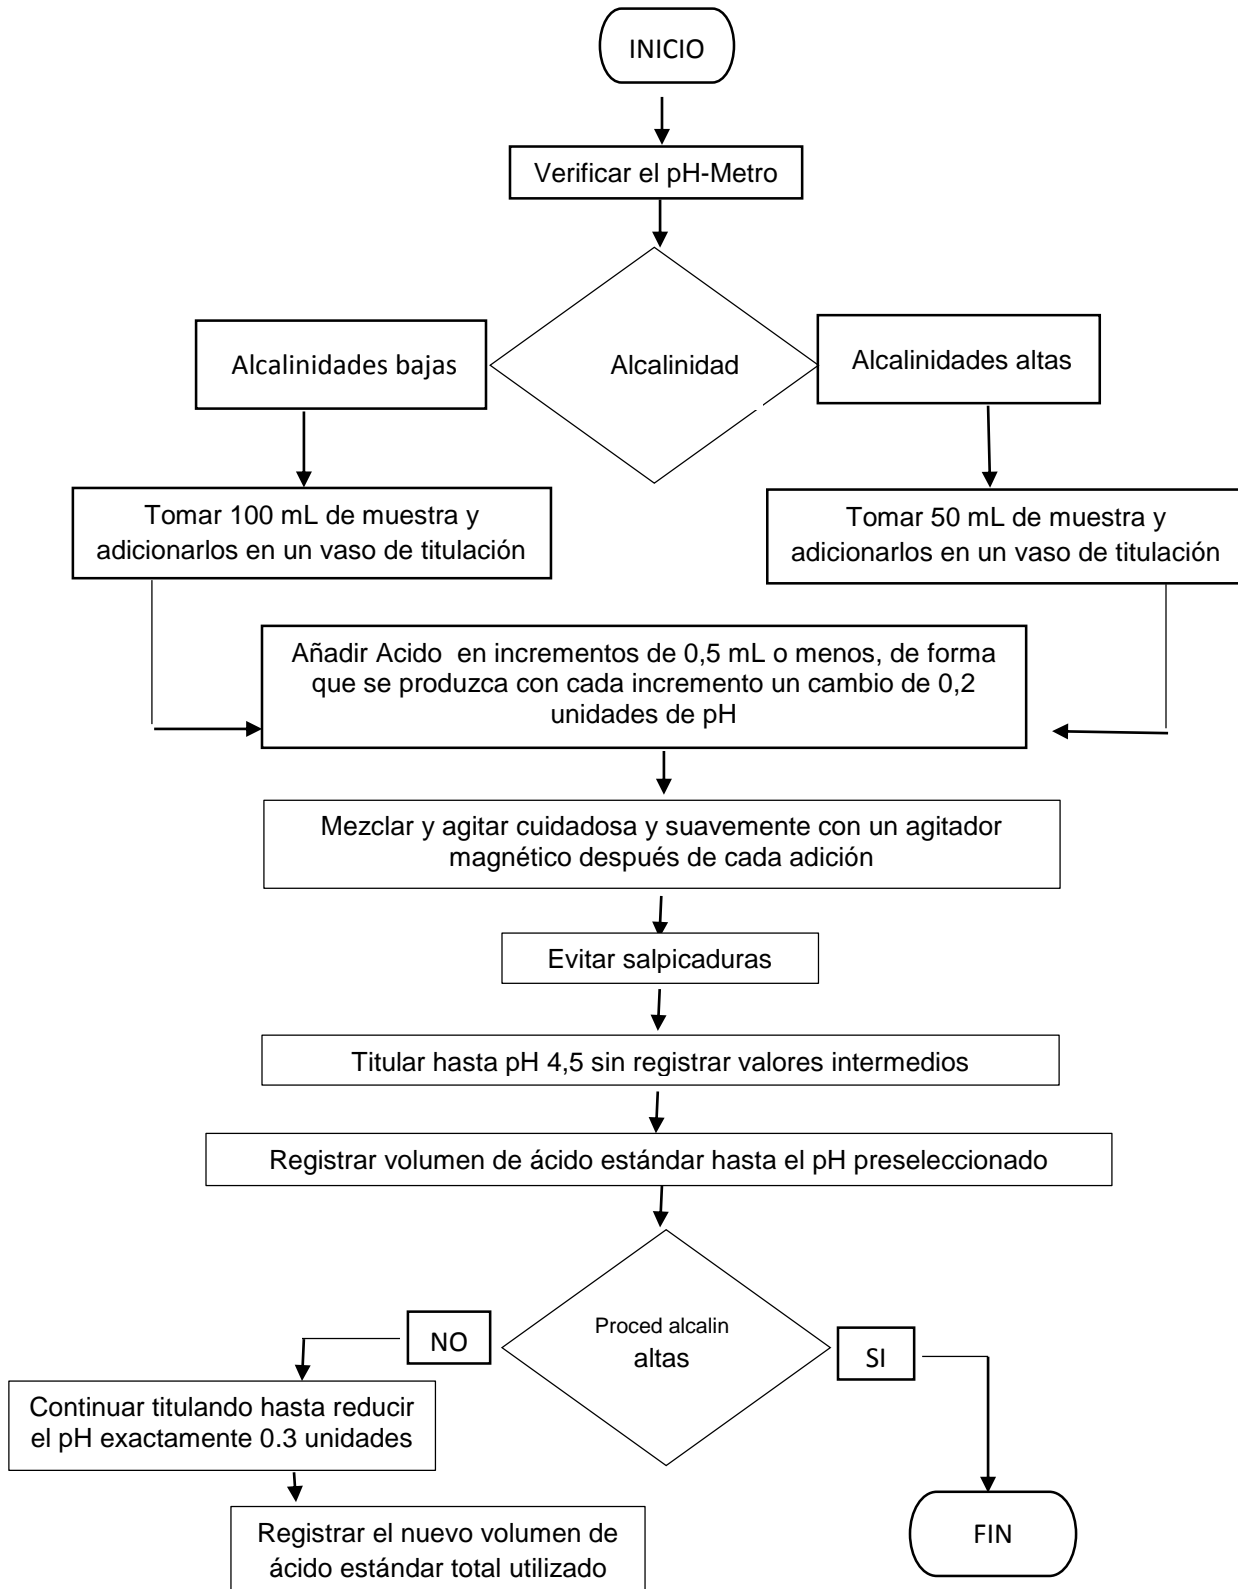 INICIO
Verificar el pH-Metro
Alcalinidades bajas
Alcalinidad
Alcalinidades altas
Tomar 100 mL de muestra y
adicionarlos en un vaso de titulación
Tomar 50 mL de muestra y
adicionarlos en un vaso de titulación
Añadir Acido en incrementos de 0,5 mL o menos, de forma
que se produzca con cada incremento un cambio de 0,2
unidades de pH
Mezclar y agitar cuidadosa y suavemente con un agitador
magnético después de cada adición
Evitar salpicaduras
Titular hasta pH 4,5 sin registrar valores intermedios
Registrar volumen de ácido estándar hasta el pH preseleccionado
NO
Proced alcalin
altas
SI
Continuar titulando hasta reducir
el pH exactamente 0.3 unidades
Registrar el nuevo volumen de
ácido estándar total utilizado
FIN